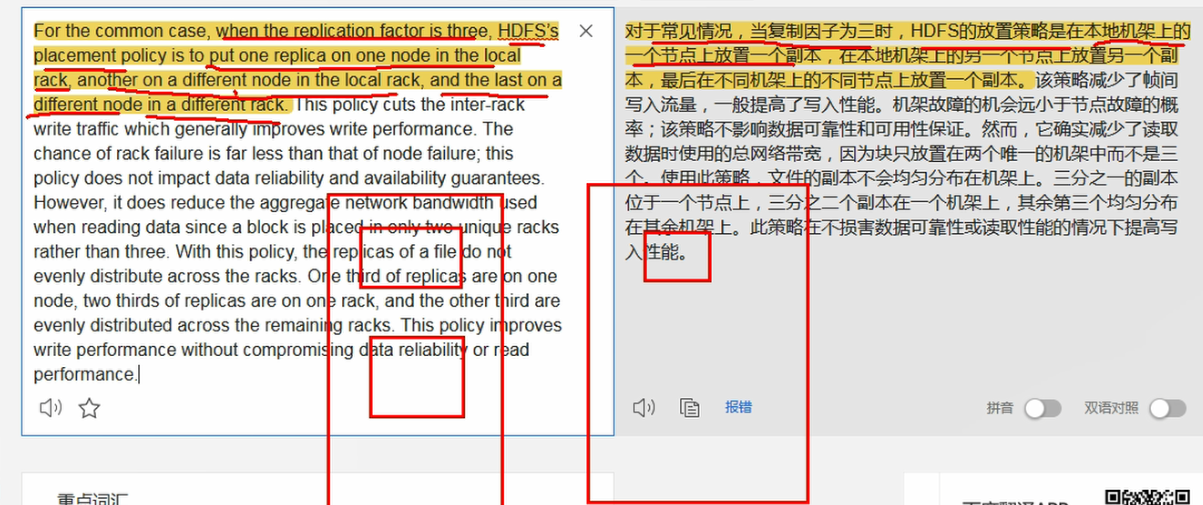 For the common case, when the replication factor is three, HDFS's
placement policy is to put one replica on one node in the local
rack, another on a different node in the local rack, and the last on a
different node in a different rack. This policy cuts the inter-rack
write traffic which generally improves write performance. The
chance of rack failure is far less than that of node failure; this
policy does not impact data reliability and availability guarantees.
However, it does reduce the aggregate network bandwidth used
when reading data since a block is placed in only two unique racks
rather than three. With this policy, the replicas of a file do not
evenly distribute across the racks. One third of replicas are on one
node, two thirds of replicas are on one rack, and the other third are
evenly distributed across the remaining racks. This policy improves
write performance without compromising data reliability or read
performance.
对于常见情况，当复制因子为三时，HDFS的放置策略是在本地机架上的
一个节点上放置一个副本，在本地机架上的另一个节点上放置另一个副
本，最后在不同机架上的不同节点上放置一个副本。该策略减少了帧间
写入流量，一般提高了写入性能。机架故障的机会远小于节点故障的概
率；该策略不影响数据可靠性和可用性保证。然而，它确实减少了读取
数据时使用的总网络带宽，因为块只放置在两个唯一的机架中而不是三
个。使用此策略，文件的副本不会均匀分布在机架上。三分之一的副本
位于一个节点上，三分之二个副本在一个机架上，其余第三个均匀分布
在其余机架上。此策略在不损害数据可靠性或读取性能的情况下提高写
入性能。
报错
拼音
双语对照
重点词汇
百度翻译APP